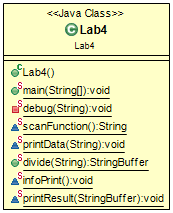 <<Java Class>>
Lab4
Lab4
Lab4()
main(String[]):void
debug(String):void
scanFunction():String
printData(String):void
divide(String):StringBuffer
infoPrint():void
printResult(StringBuffer):void